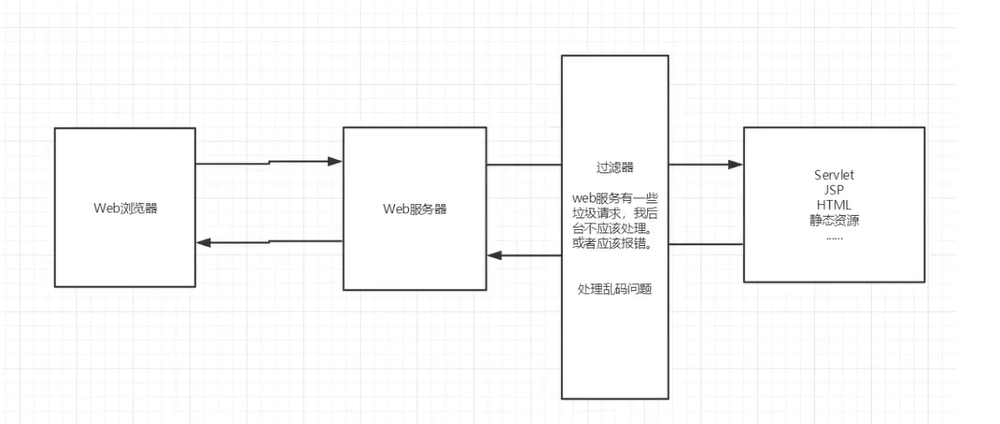 Web浏览器
Web服务器
过滤器
web服务有一些
垃圾请求，我后
台不应该处理。
或者应该报错。
处理乱码问题
Servlet
JSP
HTML
静态资源
......